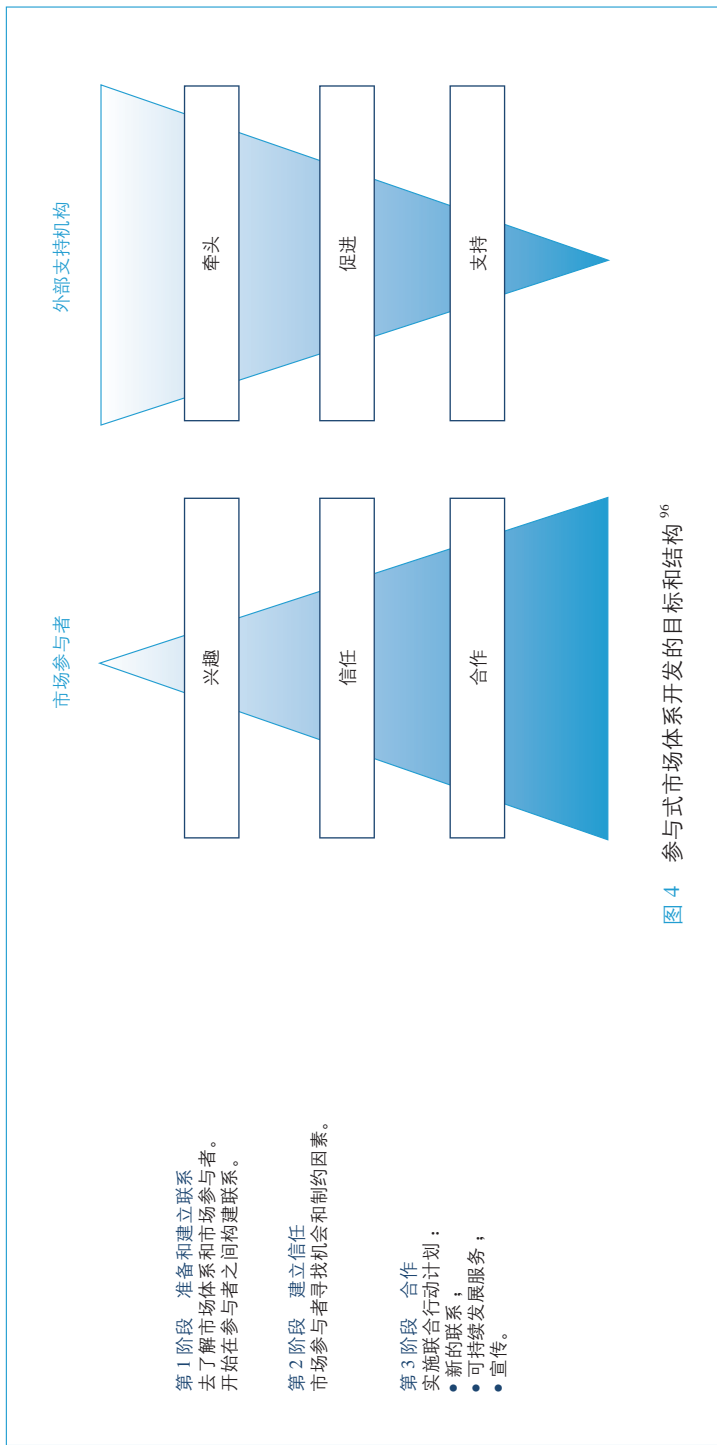 市场参与者
外部支持机构
第 1 阶段  准备和建立联系
去了解市场体系和市场参与者。
开始在参与者之间构建联系。
兴趣
牵头
第 2 阶段  建立信任
市场参与者寻找机会和制约因素。
信任
促进
第 3 阶段  合作
实施联合行动计划；
● 新的联系；
● 可持续发展服务；
● 宣传。
合作
支持
图 4  参与式市场体系开发的目标和结构 96